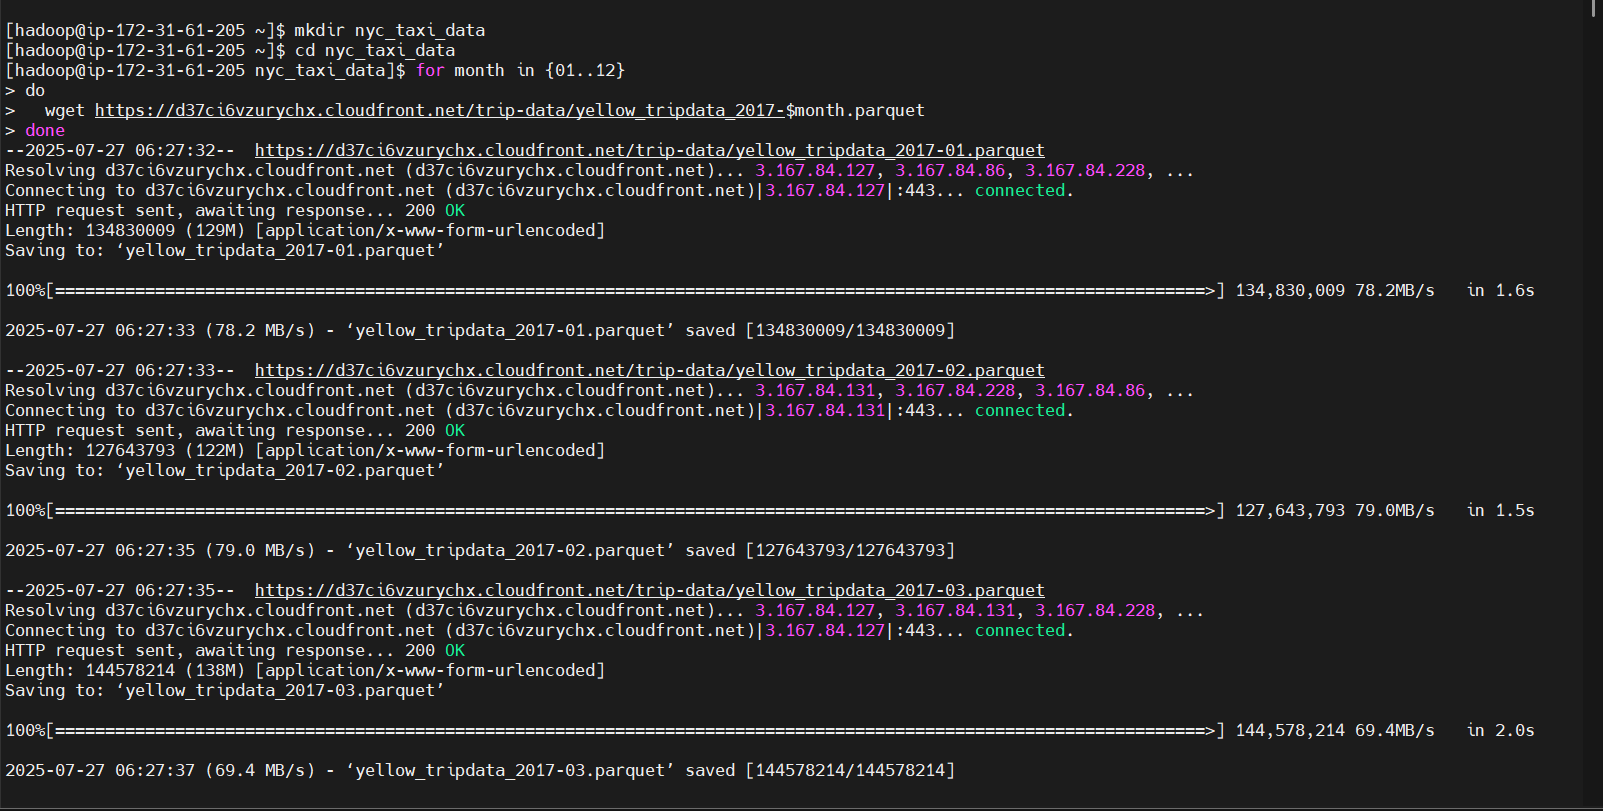 [hadoop@ip-172-31-61-205 ~]$ mkdir nyc_taxi_data
[hadoop@ip-172-31-61-205 ~]$ cd nyc_taxi_data
[hadoop@ip-172-31-61-205 nyc_taxi_data]$ for month in {01..12}
> do
>   wget https://d37ci6vzurychx.cloudfront.net/trip-data/yellow_tripdata_2017-$month.parquet
> done
--2025-07-27 06:27:32--  https://d37ci6vzurychx.cloudfront.net/trip-data/yellow_tripdata_2017-01.parquet
Resolving d37ci6vzurychx.cloudfront.net (d37ci6vzurychx.cloudfront.net)... 3.167.84.127, 3.167.84.86, 3.167.84.228, ...
Connecting to d37ci6vzurychx.cloudfront.net (d37ci6vzurychx.cloudfront.net)|3.167.84.127|:443... connected.
HTTP request sent, awaiting response... 200 OK
Length: 134830009 (129M) [application/x-www-form-urlencoded]
Saving to: ‘yellow_tripdata_2017-01.parquet’
100%[===================================================================================================================>] 134,830,009 78.2MB/s   in 1.6s
2025-07-27 06:27:33 (78.2 MB/s) - ‘yellow_tripdata_2017-01.parquet’ saved [134830009/134830009]
--2025-07-27 06:27:33--  https://d37ci6vzurychx.cloudfront.net/trip-data/yellow_tripdata_2017-02.parquet
Resolving d37ci6vzurychx.cloudfront.net (d37ci6vzurychx.cloudfront.net)... 3.167.84.131, 3.167.84.228, 3.167.84.86, ...
Connecting to d37ci6vzurychx.cloudfront.net (d37ci6vzurychx.cloudfront.net)|3.167.84.131|:443... connected.
HTTP request sent, awaiting response... 200 OK
Length: 127643793 (122M) [application/x-www-form-urlencoded]
Saving to: ‘yellow_tripdata_2017-02.parquet’
100%[===================================================================================================================>] 127,643,793 79.0MB/s   in 1.5s
2025-07-27 06:27:35 (79.0 MB/s) - ‘yellow_tripdata_2017-02.parquet’ saved [127643793/127643793]
--2025-07-27 06:27:35--  https://d37ci6vzurychx.cloudfront.net/trip-data/yellow_tripdata_2017-03.parquet
Resolving d37ci6vzurychx.cloudfront.net (d37ci6vzurychx.cloudfront.net)... 3.167.84.127, 3.167.84.131, 3.167.84.228, ...
Connecting to d37ci6vzurychx.cloudfront.net (d37ci6vzurychx.cloudfront.net)|3.167.84.127|:443... connected.
HTTP request sent, awaiting response... 200 OK
Length: 144578214 (138M) [application/x-www-form-urlencoded]
Saving to: ‘yellow_tripdata_2017-03.parquet’
100%[===================================================================================================================>] 144,578,214 69.4MB/s   in 2.0s
2025-07-27 06:27:37 (69.4 MB/s) - ‘yellow_tripdata_2017-03.parquet’ saved [144578214/144578214]